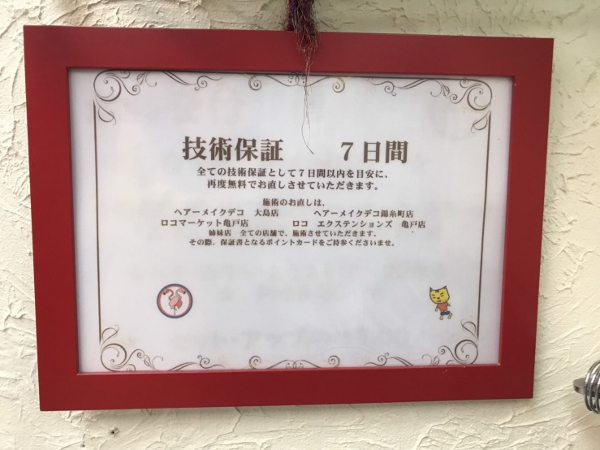 技術保証　7日間
全ての技術保証として7日間以内を目安に、
再度無料でお直しさせていただきます。
施術のお直しは、
ヘアーメイクデコ 大島店　ヘアーメイクデコ錦糸町店
ロコマーケット亀戸店　ロコ エクステンションズ 亀戸店
姉妹店 全ての店舗で、施術させていただきます。
その際、保証書となるポイントカードをご持参くださいませ。